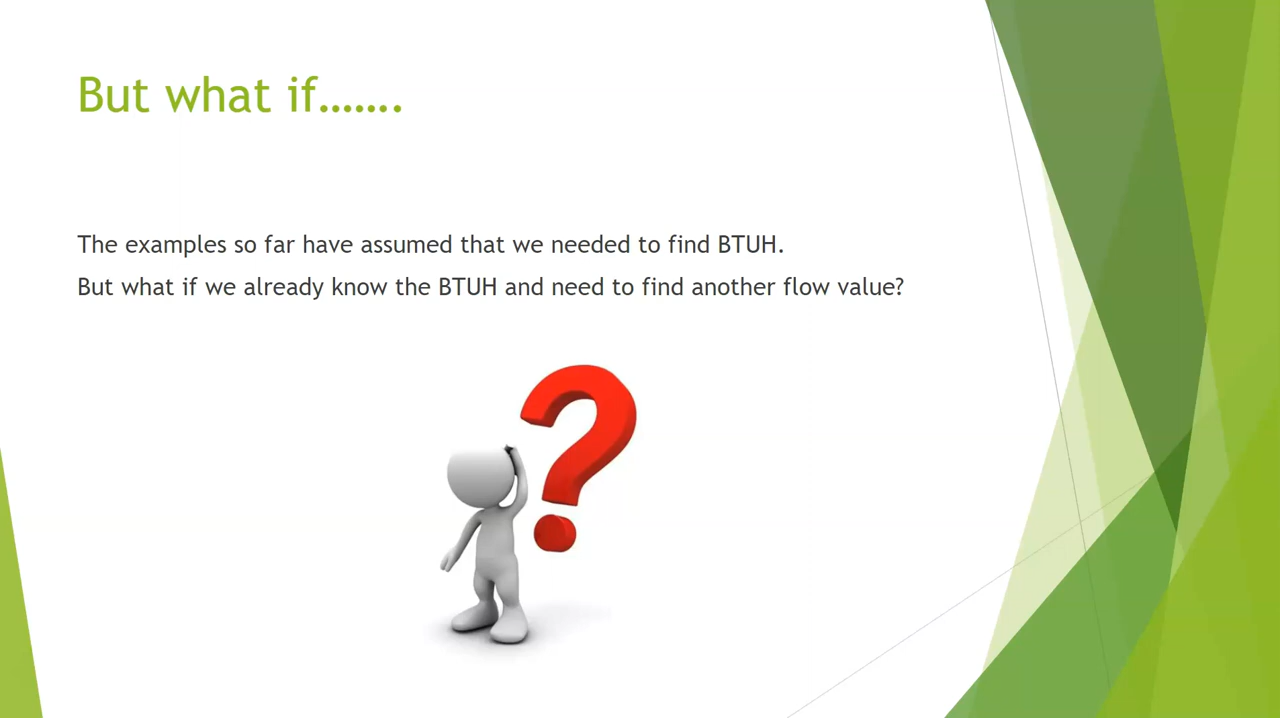 But what if.......
The examples so far have assumed that we needed to find BTUH.
But what if we already know the BTUH and need to find another flow value?